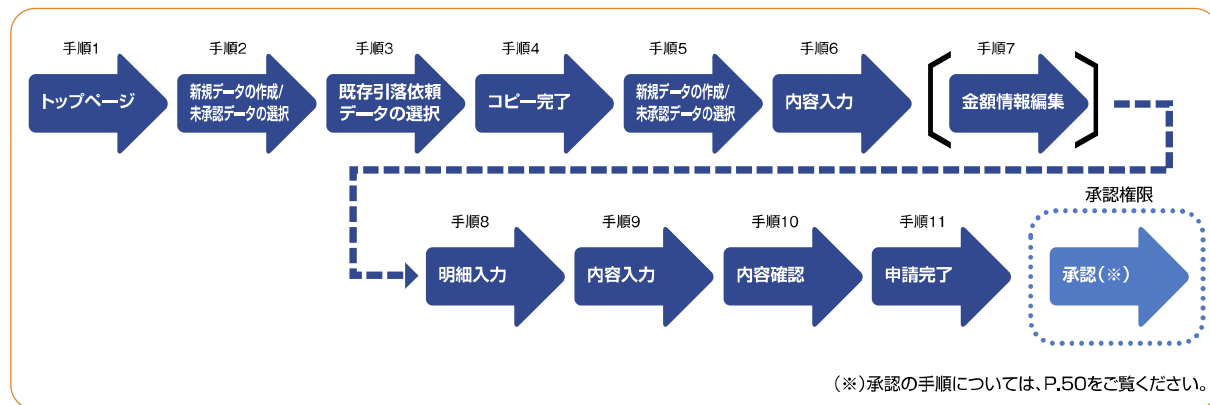 手順1
トップページ
手順2
新規データの作成/
未承認データの選択
手順3
既存引落依頼
データの選択
手順4
コピー完了
手順5
新規データの作成/
未承認データの選択
手順6
内容入力
手順7
金額情報編集
手順8
明細入力
手順9
内容入力
手順10
内容確認
手順11
申請完了
承認権限
承認(※)
(※)承認の手順については、P.50をご覧ください。